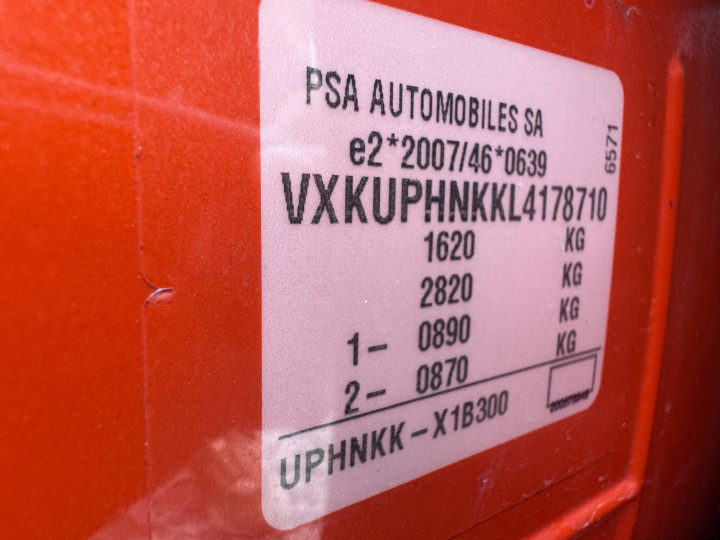 PSA AUTOMOBILES SA
e2*2007/46*0639
6571
VXKUPHNKKL4178710
1620 KG
2820 KG
1- 0890 KG
2- 0870 KG
UPHNKK-X1B300